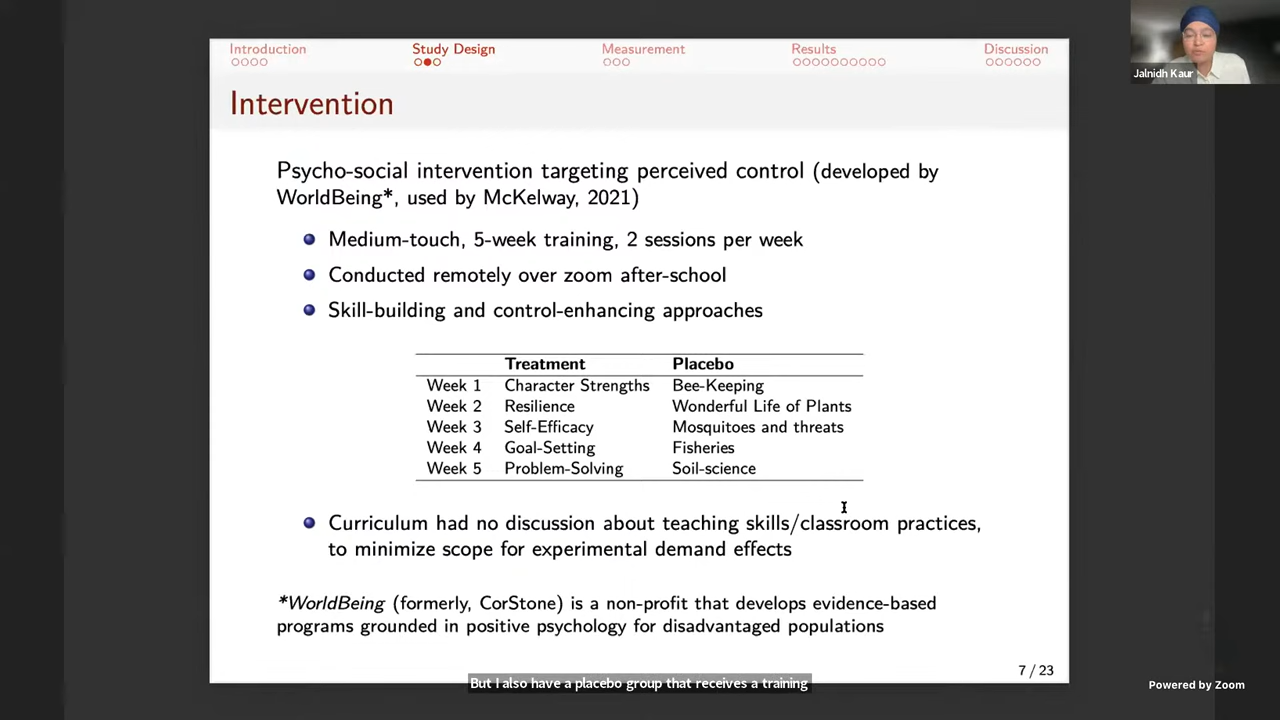 Introduction Study Design Measurement Results Discussion
Jalnidh Kaur
Intervention
Psycho-social intervention targeting perceived control (developed by
WorldBeing*, used by McKelway, 2021)
Medium-touch, 5-week training, 2 sessions per week
Conducted remotely over zoom after-school
Skill-building and control-enhancing approaches
Treatment Placebo
Week 1 Character Strengths Bee-Keeping
Week 2 Resilience Wonderful Life of Plants
Week 3 Self-Efficacy Mosquitoes and threats
Week 4 Goal-Setting Fisheries
Week 5 Problem-Solving Soil-science
Curriculum had no discussion about teaching skills/classroom practices,
to minimize scope for experimental demand effects
*WorldBeing (formerly, CorStone) is a non-profit that develops evidence-based
programs grounded in positive psychology for disadvantaged populations
7 / 23
But I also have a placebo group that receives a training
Powered by Zoom